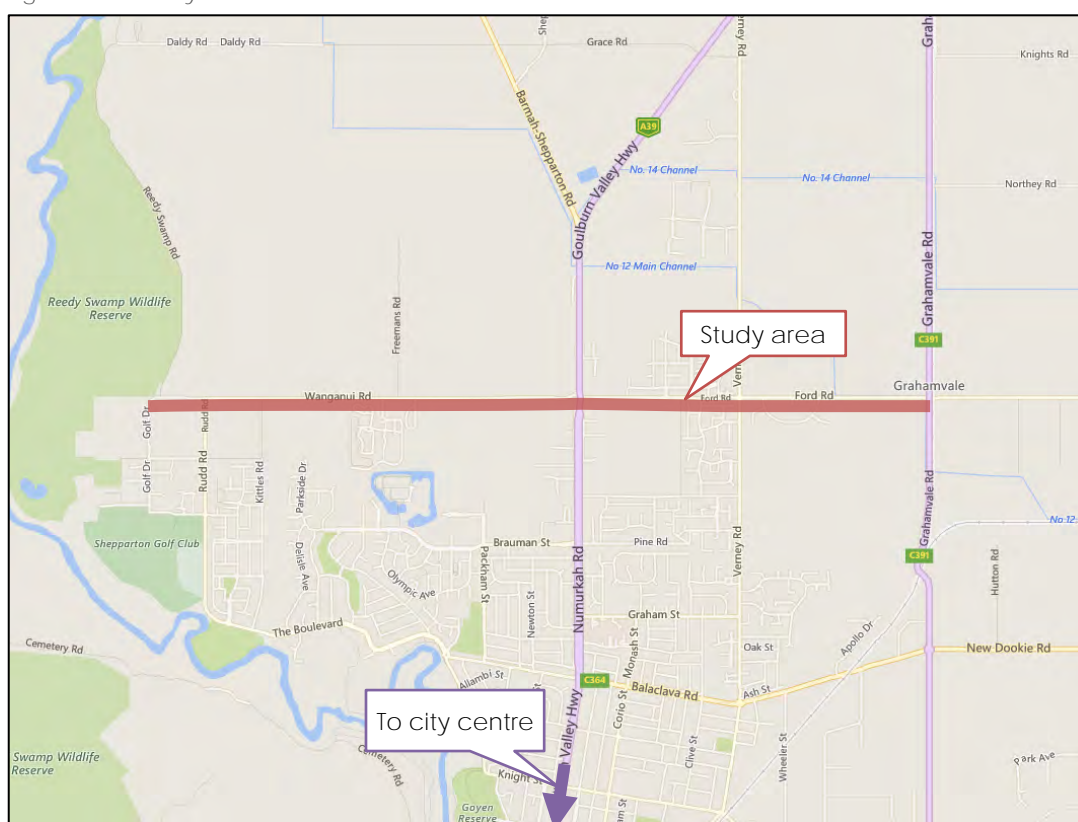 Daldy Rd
Daldy Rd
Grace Rd
Verney Rd
Knights Rd
Barmah-Shepparton Rd
A39
Goulburn Valley Hwy
No. 14 Channel
No. 14 Channel
Northey Rd
Reedy Swamp Rd
No 12 Main Channel
Grahamvale Rd
Reedy Swamp Wildlife
Reserve
Freemans Rd
Study area
C391
Grahamvale
Wanganui Rd
Ford Rd
Ford Rd
Golf Dr
Rudd Rd
Golf Dr
Rudd Rd
Kittles Rd
Parkside Dr
Grahamvale Rd
No 12
Shepparton Golf Club
Delisle Ave
Packham St
Brauman St
Pine Rd
Verney Rd
C391
Hutton Rd
Olympic Ave
Newton St
Numurkah Rd
Graham St
Monash St
The Boulevard
Oak St
Apollo Dr
New Dookie Rd
Cemetery Rd
Allambi St
C364
Balaclava Rd
Ash St
Corio St
To city centre
Valley Hwy
Clive St
Wheeler St
Cemetery Rd
Swamp Wildlife
Reserve
Knight St
Park Ave
Goyen
Reserve